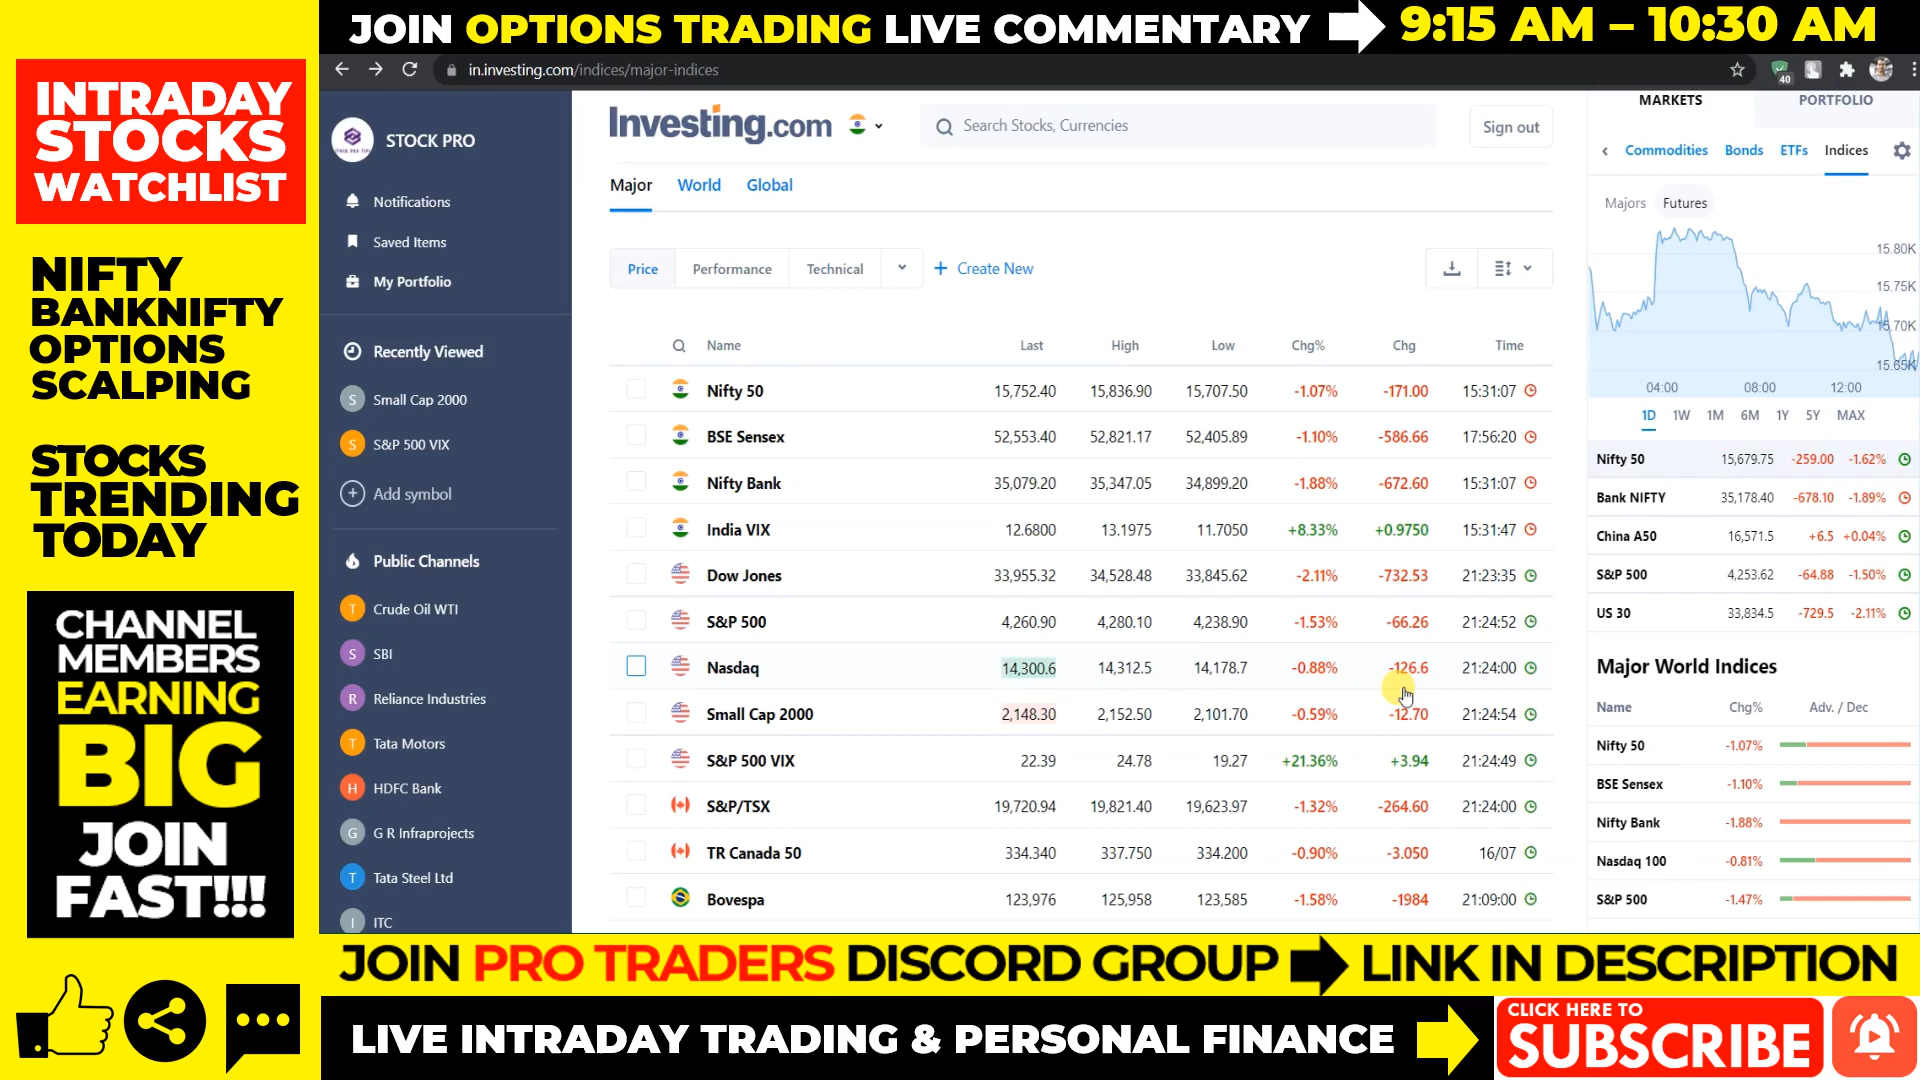 JOIN OPTIONS TRADING LIVE COMMENTARY 9:15 AM – 10:30 AM
INTRADAY
STOCKS
WATCHLIST
NIFTY
BANKNIFTY
OPTIONS
SCALPING
STOCKS
TRENDING
TODAY
CHANNEL
MEMBERS
EARNING
BIG
JOIN
FAST!!!
in.investing.com/indices/major-indices
40
STOCK PRO
Notifications
Saved Items
My Portfolio
Recently Viewed
S Small Cap 2000
S S&P 500 VIX
Add symbol
Public Channels
T Crude Oil WTI
S SBI
R Reliance Industries
T Tata Motors
H HDFC Bank
G G R Infraprojects
T Tata Steel Ltd
I ITC
Investing.com
Search Stocks, Currencies
Sign out
Major World Global
Price Performance Technical + Create New
Name Last High Low Chg% Chg Time
Nifty 50 15,752.40 15,836.90 15,707.50 -1.07% -171.00 15:31:07
BSE Sensex 52,553.40 52,821.17 52,405.89 -1.10% -586.66 17:56:20
Nifty Bank 35,079.20 35,347.05 34,899.20 -1.88% -672.60 15:31:07
India VIX 12.6800 13.1975 11.7050 +8.33% +0.9750 15:31:47
Dow Jones 33,955.32 34,528.48 33,845.62 -2.11% -732.53 21:23:35
S&P 500 4,260.90 4,280.10 4,238.90 -1.53% -66.26 21:24:52
Nasdaq 14,300.6 14,312.5 14,178.7 -0.88% -126.6 21:24:00
Small Cap 2000 2,148.30 2,152.50 2,101.70 -0.59% -12.70 21:24:54
S&P 500 VIX 22.39 24.78 19.27 +21.36% +3.94 21:24:49
S&P/TSX 19,720.94 19,821.40 19,623.97 -1.32% -264.60 21:24:00
TR Canada 50 334.340 337.750 334.200 -0.90% -3.050 16/07
Bovespa 123,976 125,958 123,585 -1.58% -1984 21:09:00
MARKETS PORTFOLIO
Commodities Bonds ETFs Indices
Majors Futures
15.80K
15.75K
15.70K
15.65K
04:00 08:00 12:00
1D 1W 1M 6M 1Y 5Y MAX
Nifty 50 15,679.75 -259.00 -1.62%
Bank NIFTY 35,178.40 -678.10 -1.89%
China A50 16,571.5 +6.5 +0.04%
S&P 500 4,253.62 -64.88 -1.50%
US 30 33,834.5 -729.5 -2.11%
Major World Indices
Name Chg% Adv. / Dec
Nifty 50 -1.07%
BSE Sensex -1.10%
Nifty Bank -1.88%
Nasdaq 100 -0.81%
S&P 500 -1.47%
JOIN PRO TRADERS DISCORD GROUP LINK IN DESCRIPTION
LIVE INTRADAY TRADING & PERSONAL FINANCE
CLICK HERE TO
SUBSCRIBE